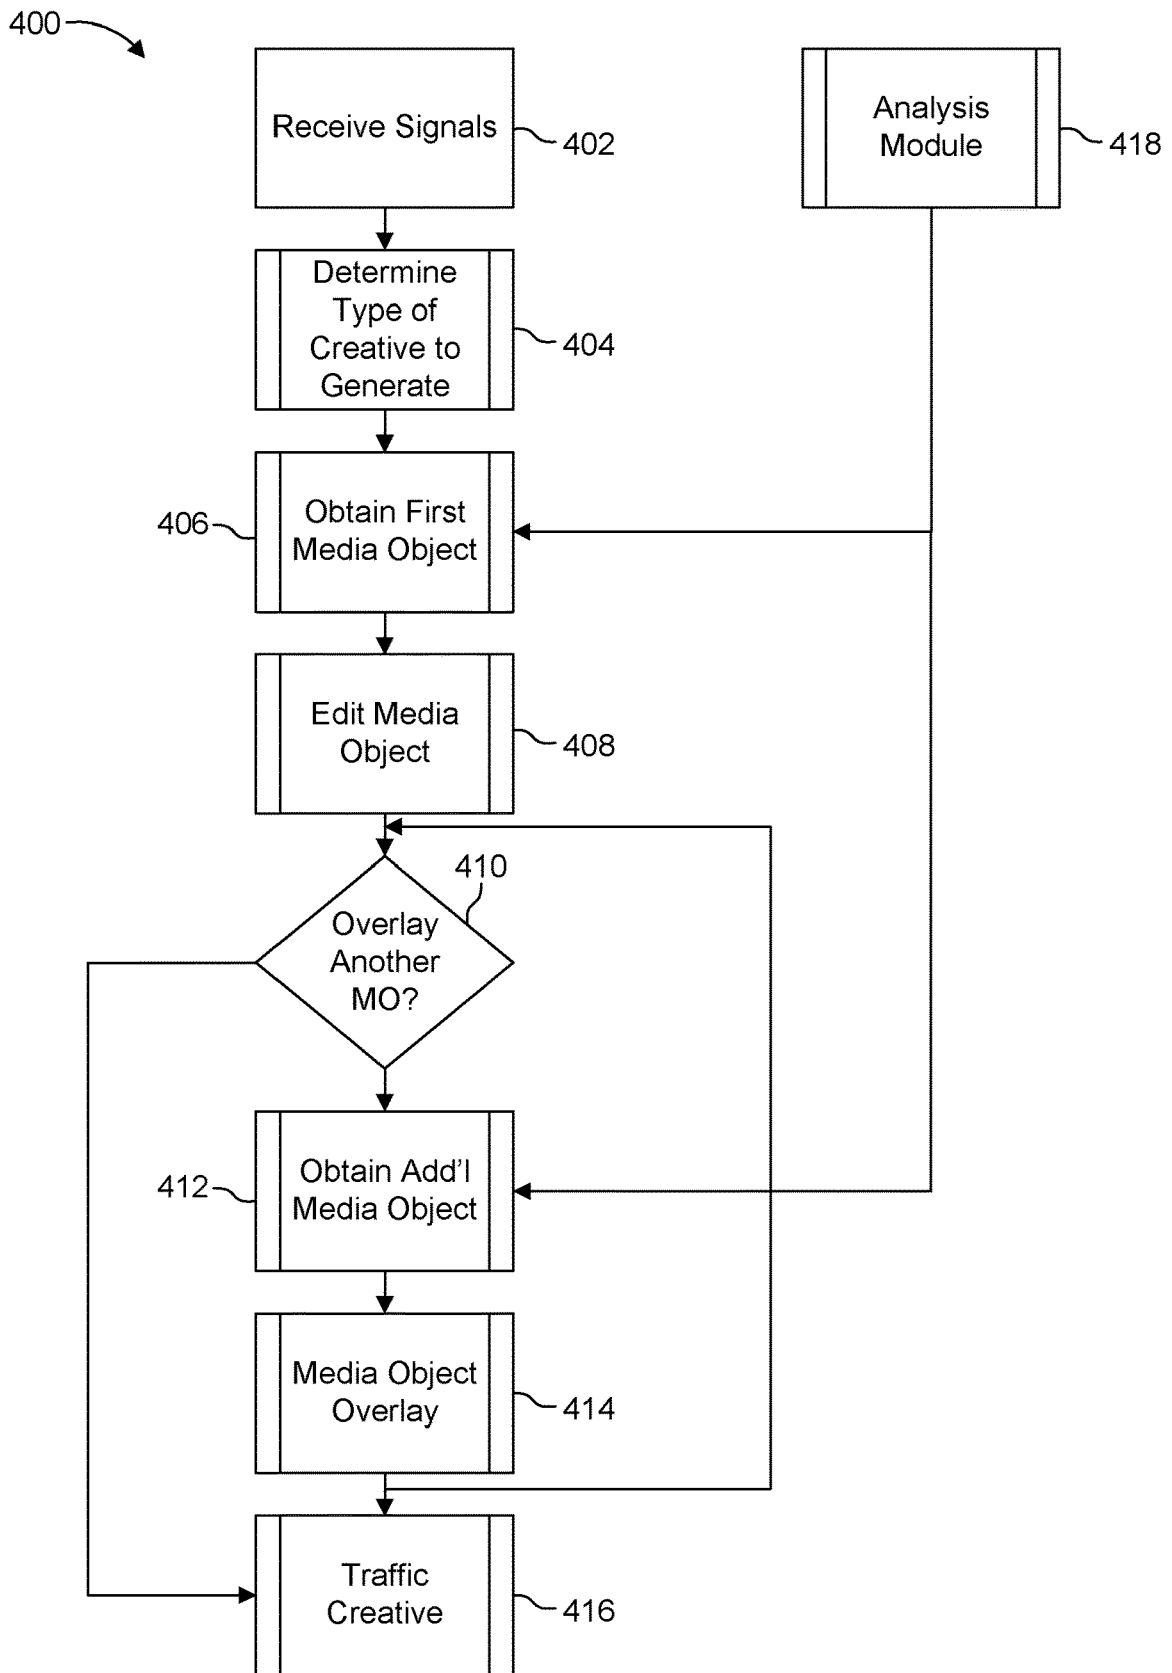 400
Receive Signals
402
Analysis
Module
418
Determine
Type of
Creative to
Generate
404
406
Obtain First
Media Object
Edit Media
Object
408
410
Overlay
Another
MO?
412
Obtain Add'l
Media Object
Media Object
Overlay
414
Traffic
Creative
416